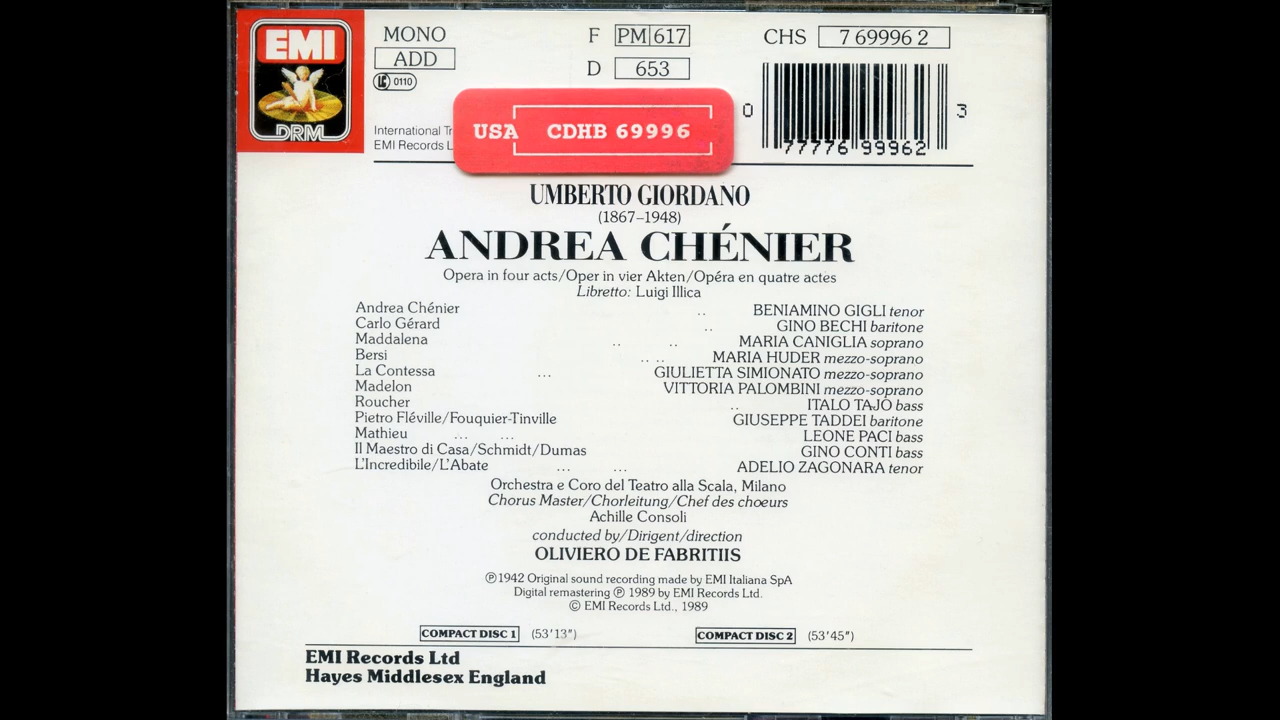 EMI
DRM
MONO
ADD
LC 0110
F PM 617
D 653
CHS 7 69996 2
0 77776 99962 3
International
EMI Records
USA CDHB 69996
UMBERTO GIORDANO
(1867–1948)
ANDREA CHÉNIER
Opera in four acts/Oper in vier Akten/Opéra en quatre actes
Libretto: Luigi Illica
Andrea Chénier .. BENIAMINO GIGLI tenor
Carlo Gérard .. GINO BECHI baritone
Maddalena .. .. MARIA CANIGLIA soprano
Bersi .. .. MARIA HUDER mezzo-soprano
La Contessa ... GIULIETTA SIMIONATO mezzo-soprano
Madelon VITTORIA PALOMBINI mezzo-soprano
Roucher .. ITALO TAJO bass
Pietro Fléville/Fouquier-Tinville GIUSEPPE TADDEI baritone
Mathieu ... ... LEONE PACI bass
Il Maestro di Casa/Schmidt/Dumas GINO CONTI bass
L'Incredibile/L'Abate ... ... ADELIO ZAGONARA tenor
Orchestra e Coro del Teatro alla Scala, Milano
Chorus Master/Chorleitung/Chef des chœurs
Achille Consoli
conducted by/Dirigent/direction
OLIVIERO DE FABRITIIS
℗ 1942 Original sound recording made by EMI Italiana SpA
Digital remastering ℗ 1989 by EMI Records Ltd.
© EMI Records Ltd., 1989
COMPACT DISC 1 (53'13")
COMPACT DISC 2 (53'45")
EMI Records Ltd
Hayes Middlesex England